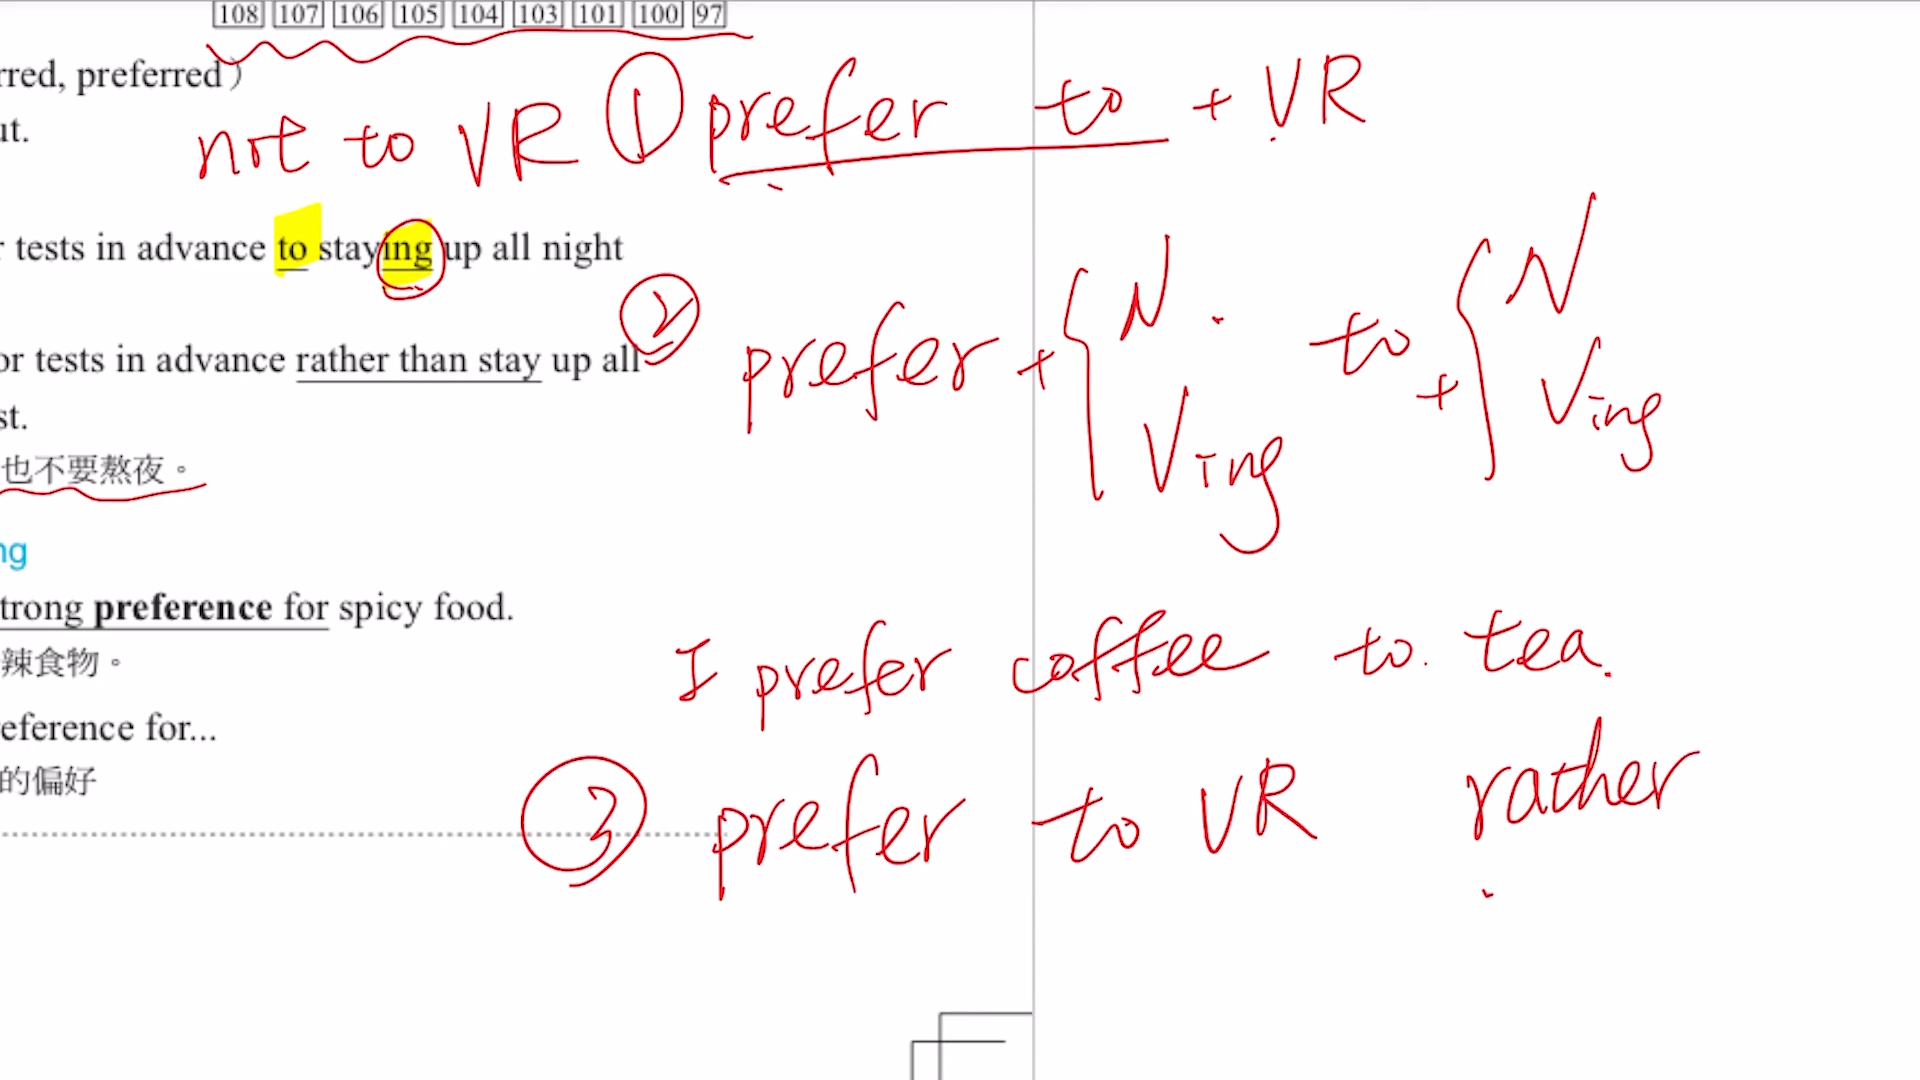 108 107 106 105 104 103 101 100 97
rred, preferred）
ut.
not to VR ① prefer to + VR
tests in advance to staying up all night
② prefer + { N. Ving to + { N Ving
or tests in advance rather than stay up all
st.
也不要熬夜。
ng
trong preference for spicy food.
辣食物。
I prefer coffee to tea.
eference for...
的偏好
③ prefer to VR rather